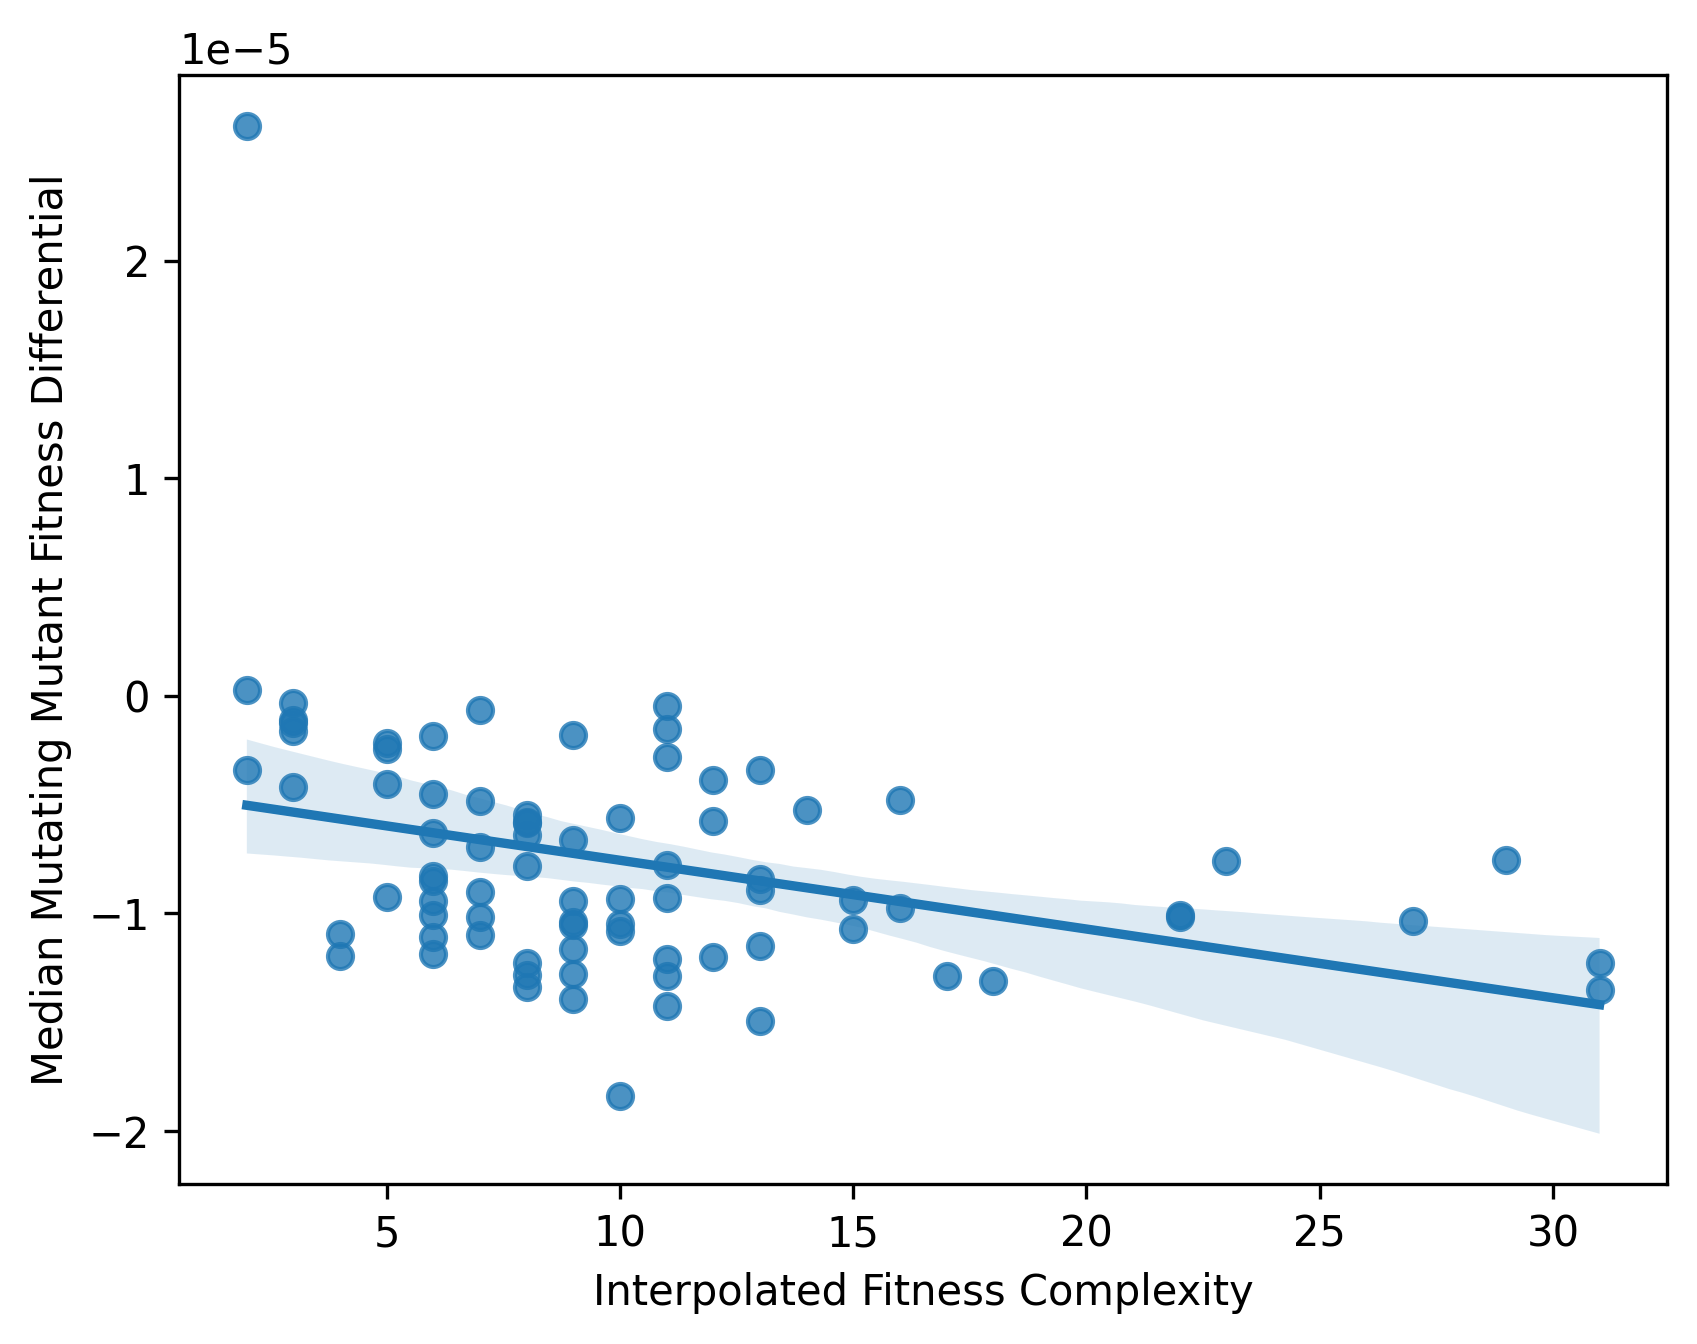 1e−5
2
1
0
−1
−2
Median Mutating Mutant Fitness Differential
5 10 15 20 25 30
Interpolated Fitness Complexity